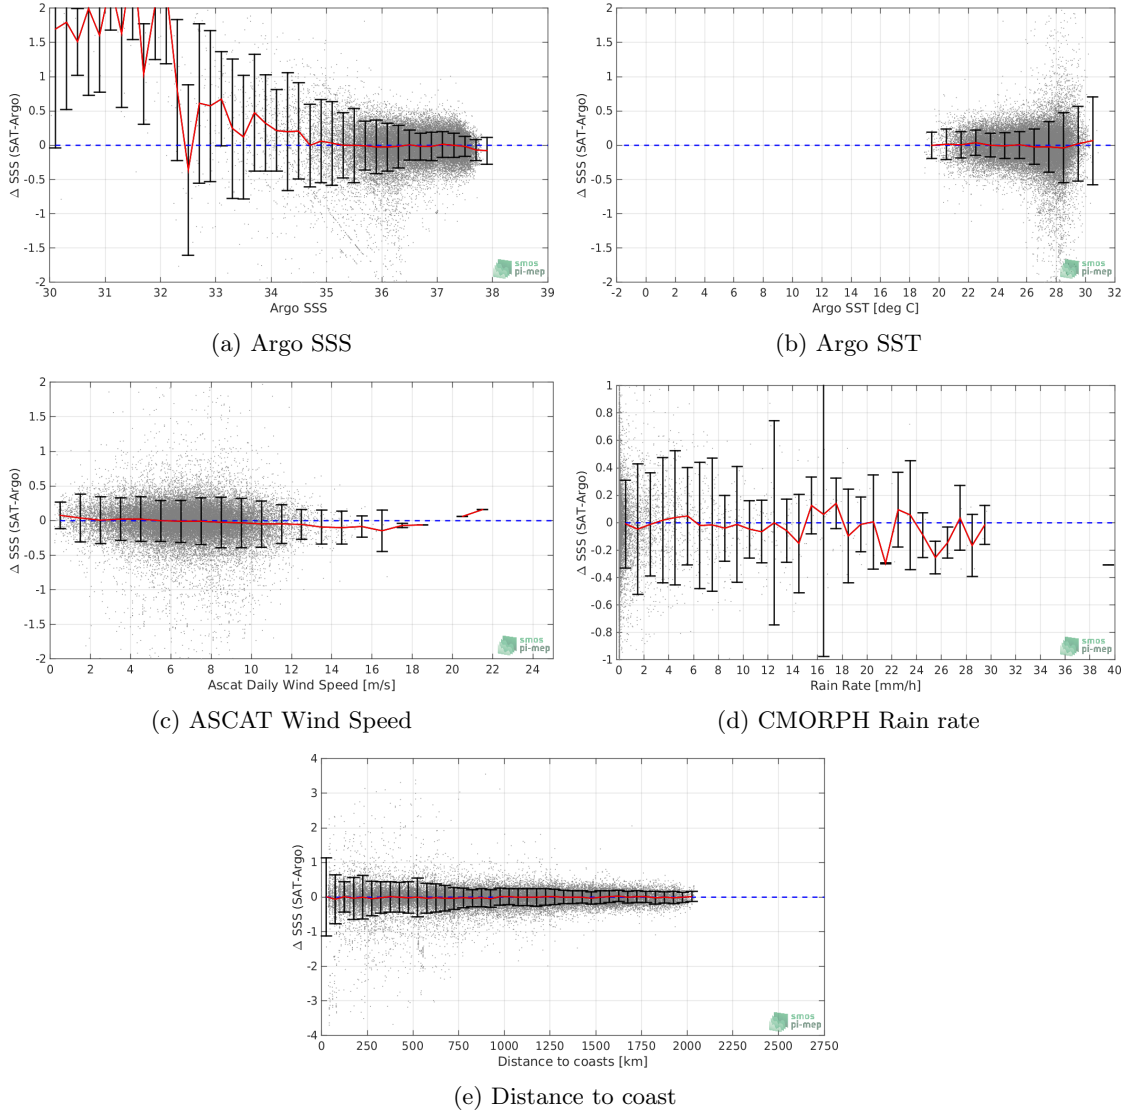 2
1.5
1
0.5
0
-0.5
-1
-1.5
-2
Δ SSS (SAT-Argo)
30 31 32 33 34 35 36 37 38 39
Argo SSS
smos
pi-mep
(a) Argo SSS
2
1.5
1
0.5
0
-0.5
-1
-1.5
-2
Δ SSS (SAT-Argo)
-2 0 2 4 6 8 10 12 14 16 18 20 22 24 26 28 30 32
Argo SST [deg C]
smos
pi-mep
(b) Argo SST
2
1.5
1
0.5
0
-0.5
-1
-1.5
-2
Δ SSS (SAT-Argo)
0 2 4 6 8 10 12 14 16 18 20 22 24
Ascat Daily Wind Speed [m/s]
smos
pi-mep
(c) ASCAT Wind Speed
1
0.8
0.6
0.4
0.2
0
-0.2
-0.4
-0.6
-0.8
-1
Δ SSS (SAT-Argo)
0 2 4 6 8 10 12 14 16 18 20 22 24 26 28 30 32 34 36 38 40
Rain Rate [mm/h]
smos
pi-mep
(d) CMORPH Rain rate
4
3
2
1
0
-1
-2
-3
-4
Δ SSS (SAT-Argo)
0 250 500 750 1000 1250 1500 1750 2000 2250 2500 2750
Distance to coasts [km]
smos
pi-mep
(e) Distance to coast